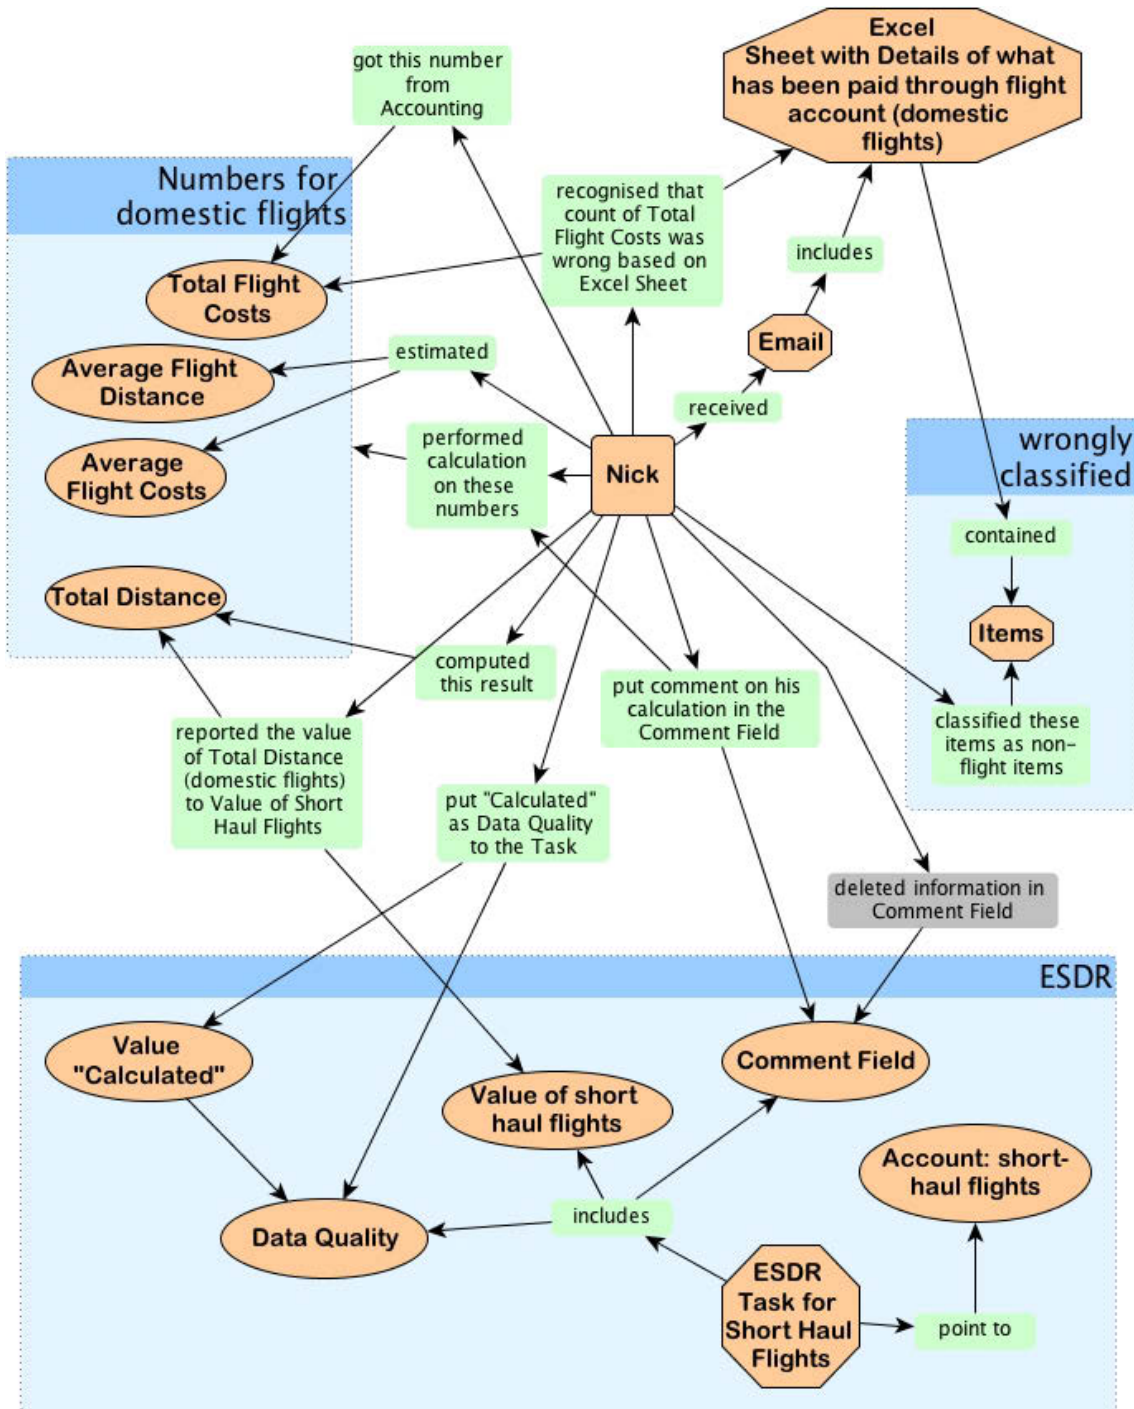 Excel
Sheet with Details of what
has been paid through flight
account (domestic
flights)
got this number
from
Accounting
Numbers for
domestic flights
recognised that
count of Total
Flight Costs was
wrong based on
Excel Sheet
includes
Total Flight
Costs
Email
estimated
Average Flight
Distance
received
performed
calculation
on these
numbers
wrongly
classified
Average
Flight Costs
Nick
contained
Total Distance
Items
computed
this result
put comment on his
calculation in the
Comment Field
classified these
items as non-
flight items
reported the value
of Total Distance
(domestic flights)
to Value of Short
Haul Flights
put "Calculated"
as Data Quality
to the Task
deleted information in
Comment Field
ESDR
Value
"Calculated"
Comment Field
Value of short
haul flights
Account: short-
haul flights
includes
Data Quality
ESDR
Task for
Short Haul
Flights
point to